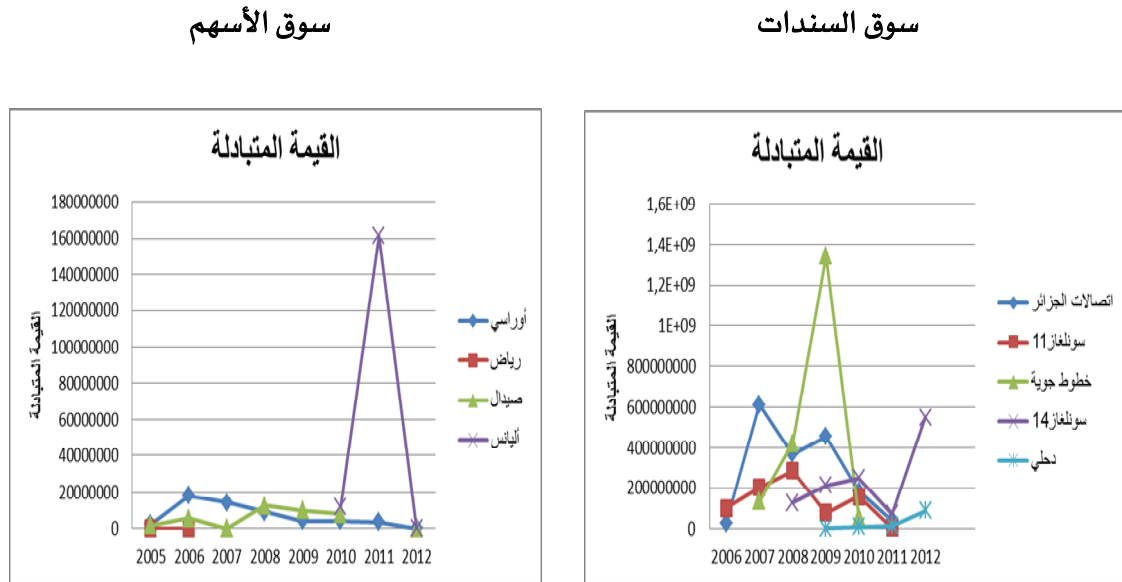 سوق الأسهم
سوق السندات
القيمة المتبادلة
180000000
160000000
140000000
120000000
100000000
80000000
60000000
40000000
20000000
0
القيمة المتبادلة
2005 2006 2007 2008 2009 2010 2011 2012
أوراسي
رياض
صيدال
أليانس
القيمة المتبادلة
1,6E+09
1,4E+09
1,2E+09
1E+09
800000000
600000000
400000000
200000000
0
القيمة المتبادلة
2006 2007 2008 2009 2010 2011 2012
اتصالات الجزائر
سونلغاز11
خطوط جوية
سونلغاز14
دحلي